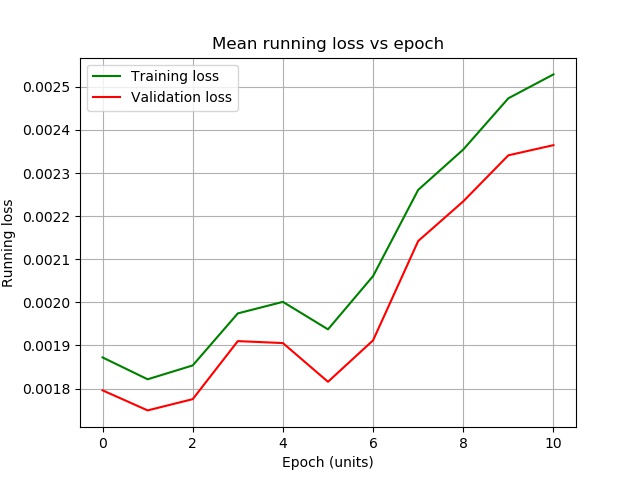 Mean running loss vs epoch
Training loss
Validation loss
0.0025
0.0024
0.0023
0.0022
0.0021
0.0020
0.0019
0.0018
Running loss
0 2 4 6 8 10
Epoch (units)